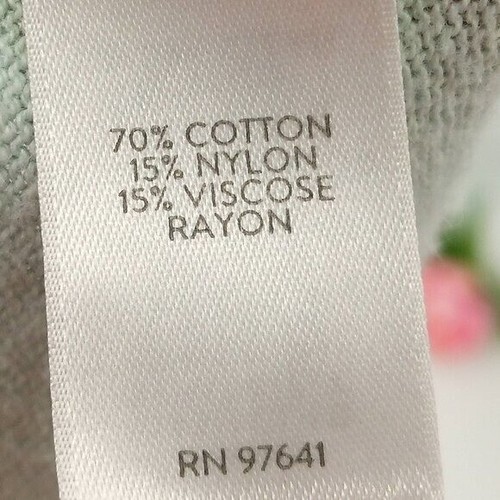 70% COTTON
15% NYLON
15% VISCOSE
RAYON
RN 97641